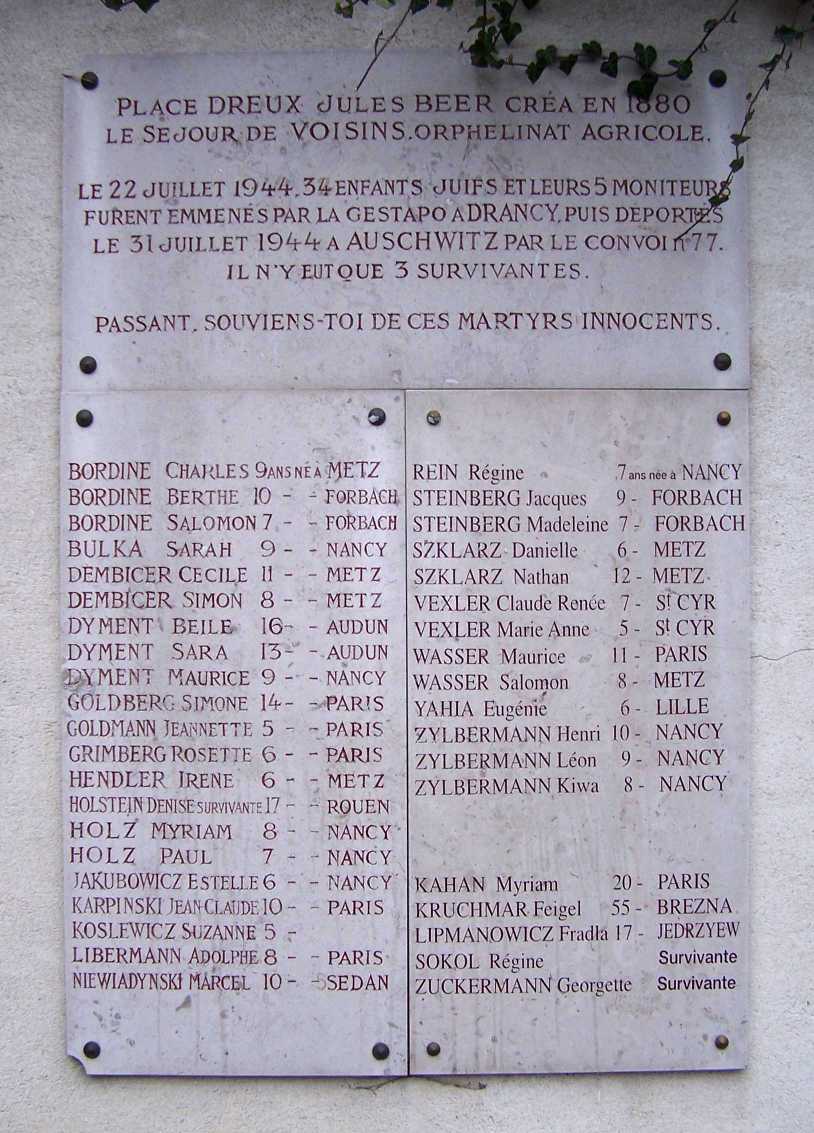 PLACE DREUX JULES BEER CRÉA EN 1880
LE SEJOUR DE VOISINS, ORPHELINAT AGRICOLE.
LE 22 JUILLET 1944, 34 ENFANTS JUIFS ET LEURS 5 MONITEURS
FURENT EMMENÉS PAR LA GESTAPO A DRANCY, PUIS DEPORTES
LE 31 JUILLET 1944 A AUSCHWITZ PAR LE CONVOI n° 77.
IL N'Y EUT QUE 3 SURVIVANTES.
PASSANT, SOUVIENS-TOI DE CES MARTYRS INNOCENTS.
BORDINE CHARLES 9 ANS NÉ À METZ
BORDINE BERTHE 10 - - FORBACH
BORDINE SALOMON 7 - - FORBACH
BULKA SARAH 9 - - NANCY
DEMBICER CECILE 11 - - METZ
DEMBICER SIMON 8 - - METZ
DYMENT BEILE 16 - - AUDUN
DYMENT SARA 13 - - AUDUN
DYMENT MAURICE 9 - - NANCY
GOLDBERG SIMONE 14 - - PARIS
GOLDMANN JEANNETTE 5 - - PARIS
GRIMBERG ROSETTE 6 - - PARIS
HENDLER IRENE 6 - - METZ
HOLSTEIN DENISE SURVIVANTE 17 - - ROUEN
HOLZ MYRIAM 8 - - NANCY
HOLZ PAUL 7 - - NANCY
JAKUBOWICZ ESTELLE 6 - - NANCY
KARPINSKI JEAN CLAUDE 10 - - PARIS
KOSLEWICZ SUZANNE 5 -
LIBERMANN ADOLPHE 8 - - PARIS
NIEWIADYNSKI MARCEL 10 - - SEDAN
REIN Régine 7 ans née à NANCY
STEINBERG Jacques 9 - FORBACH
STEINBERG Madeleine 7 - FORBACH
SZKLARZ Danielle 6 - METZ
SZKLARZ Nathan 12 - METZ
VEXLER Claude Renée 7 - St CYR
VEXLER Marie Anne 5 - St CYR
WASSER Maurice 11 - PARIS
WASSER Salomon 8 - METZ
YAHIA Eugénie 6 - LILLE
ZYLBERMANN Henri 10 - NANCY
ZYLBERMANN Léon 9 - NANCY
ZYLBERMANN Kiwa 8 - NANCY
KAHAN Myriam 20 - PARIS
KRUCHMAR Feigel 55 - BREZNA
LIPMANOWICZ Fradla 17 - JEDRZYEW
SOKOL Régine Survivante
ZUCKERMANN Georgette Survivante